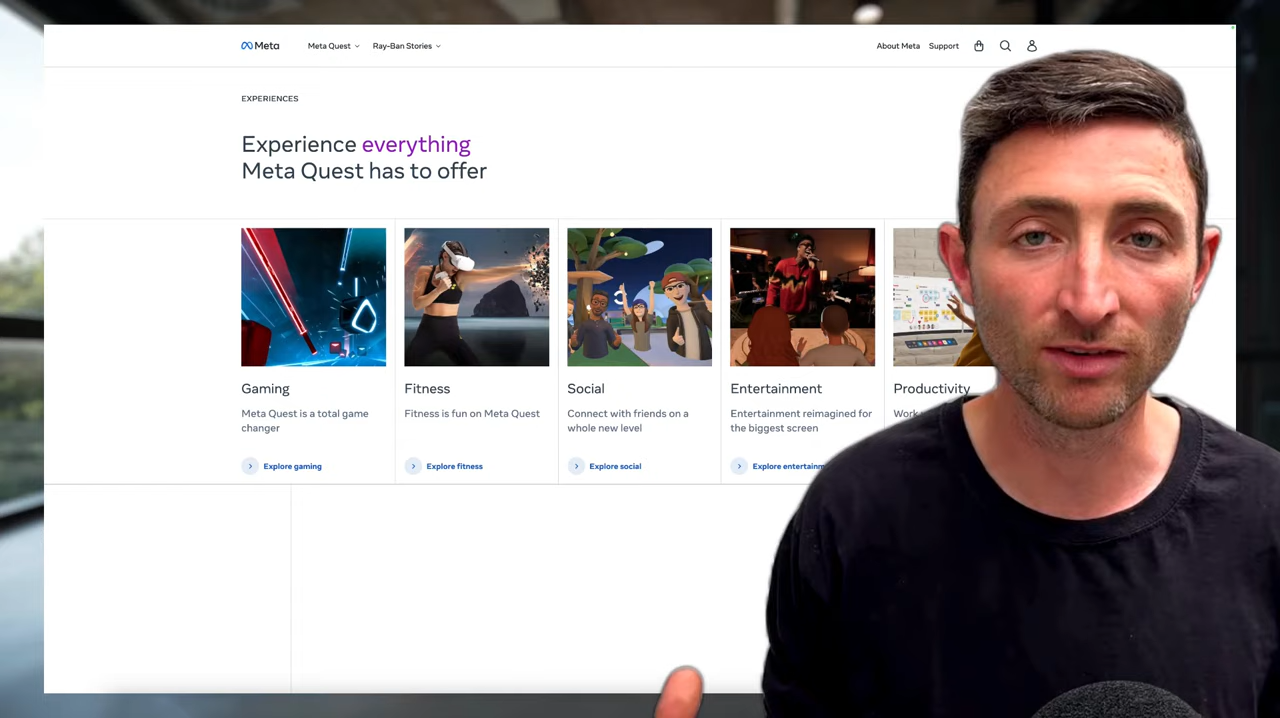 Meta
Meta Quest
Ray-Ban Stories
About Meta
Support
EXPERIENCES
Experience everything
Meta Quest has to offer
Gaming
Meta Quest is a total game
changer
Explore gaming
Fitness
Fitness is fun on Meta Quest
Explore fitness
Social
Connect with friends on a
whole new level
Explore social
Entertainment
Entertainment reimagined for
the biggest screen
Explore
Productivity